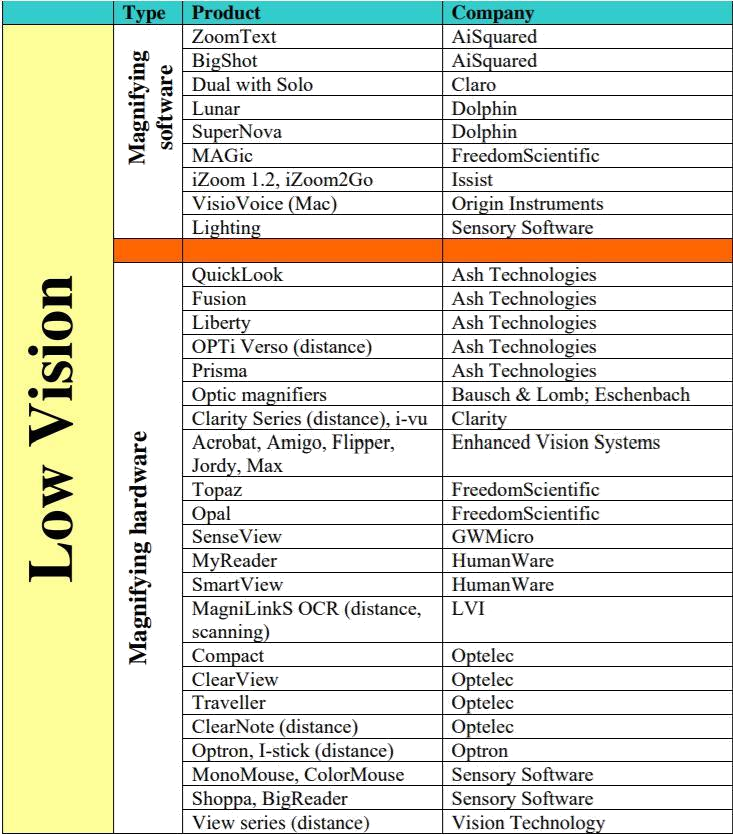 Type Product Company
Low Vision
Magnifying
software
ZoomText AiSquared
BigShot AiSquared
Dual with Solo Claro
Lunar Dolphin
SuperNova Dolphin
MAGic FreedomScientific
iZoom 1.2, iZoom2Go Issist
VisioVoice (Mac) Origin Instruments
Lighting Sensory Software
Magnifying hardware
QuickLook Ash Technologies
Fusion Ash Technologies
Liberty Ash Technologies
OPTi Verso (distance) Ash Technologies
Prisma Ash Technologies
Optic magnifiers Bausch & Lomb; Eschenbach
Clarity Series (distance), i-vu Clarity
Acrobat, Amigo, Flipper, Enhanced Vision Systems
Jordy, Max
Topaz FreedomScientific
Opal FreedomScientific
SenseView GWMicro
MyReader HumanWare
SmartView HumanWare
MagniLinkS OCR (distance, LVI
scanning)
Compact Optelec
ClearView Optelec
Traveller Optelec
ClearNote (distance) Optelec
Optron, I-stick (distance) Optron
MonoMouse, ColorMouse Sensory Software
Shoppa, BigReader Sensory Software
View series (distance) Vision Technology